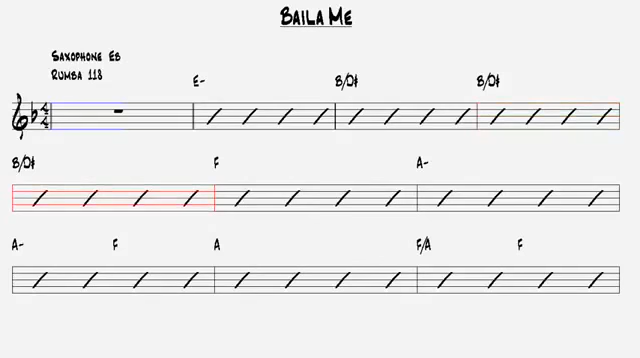 Baila Me
Saxophone Eb
Rumba 118
E- B/D# B/D#
B/D# F A-
A- F A F/A F